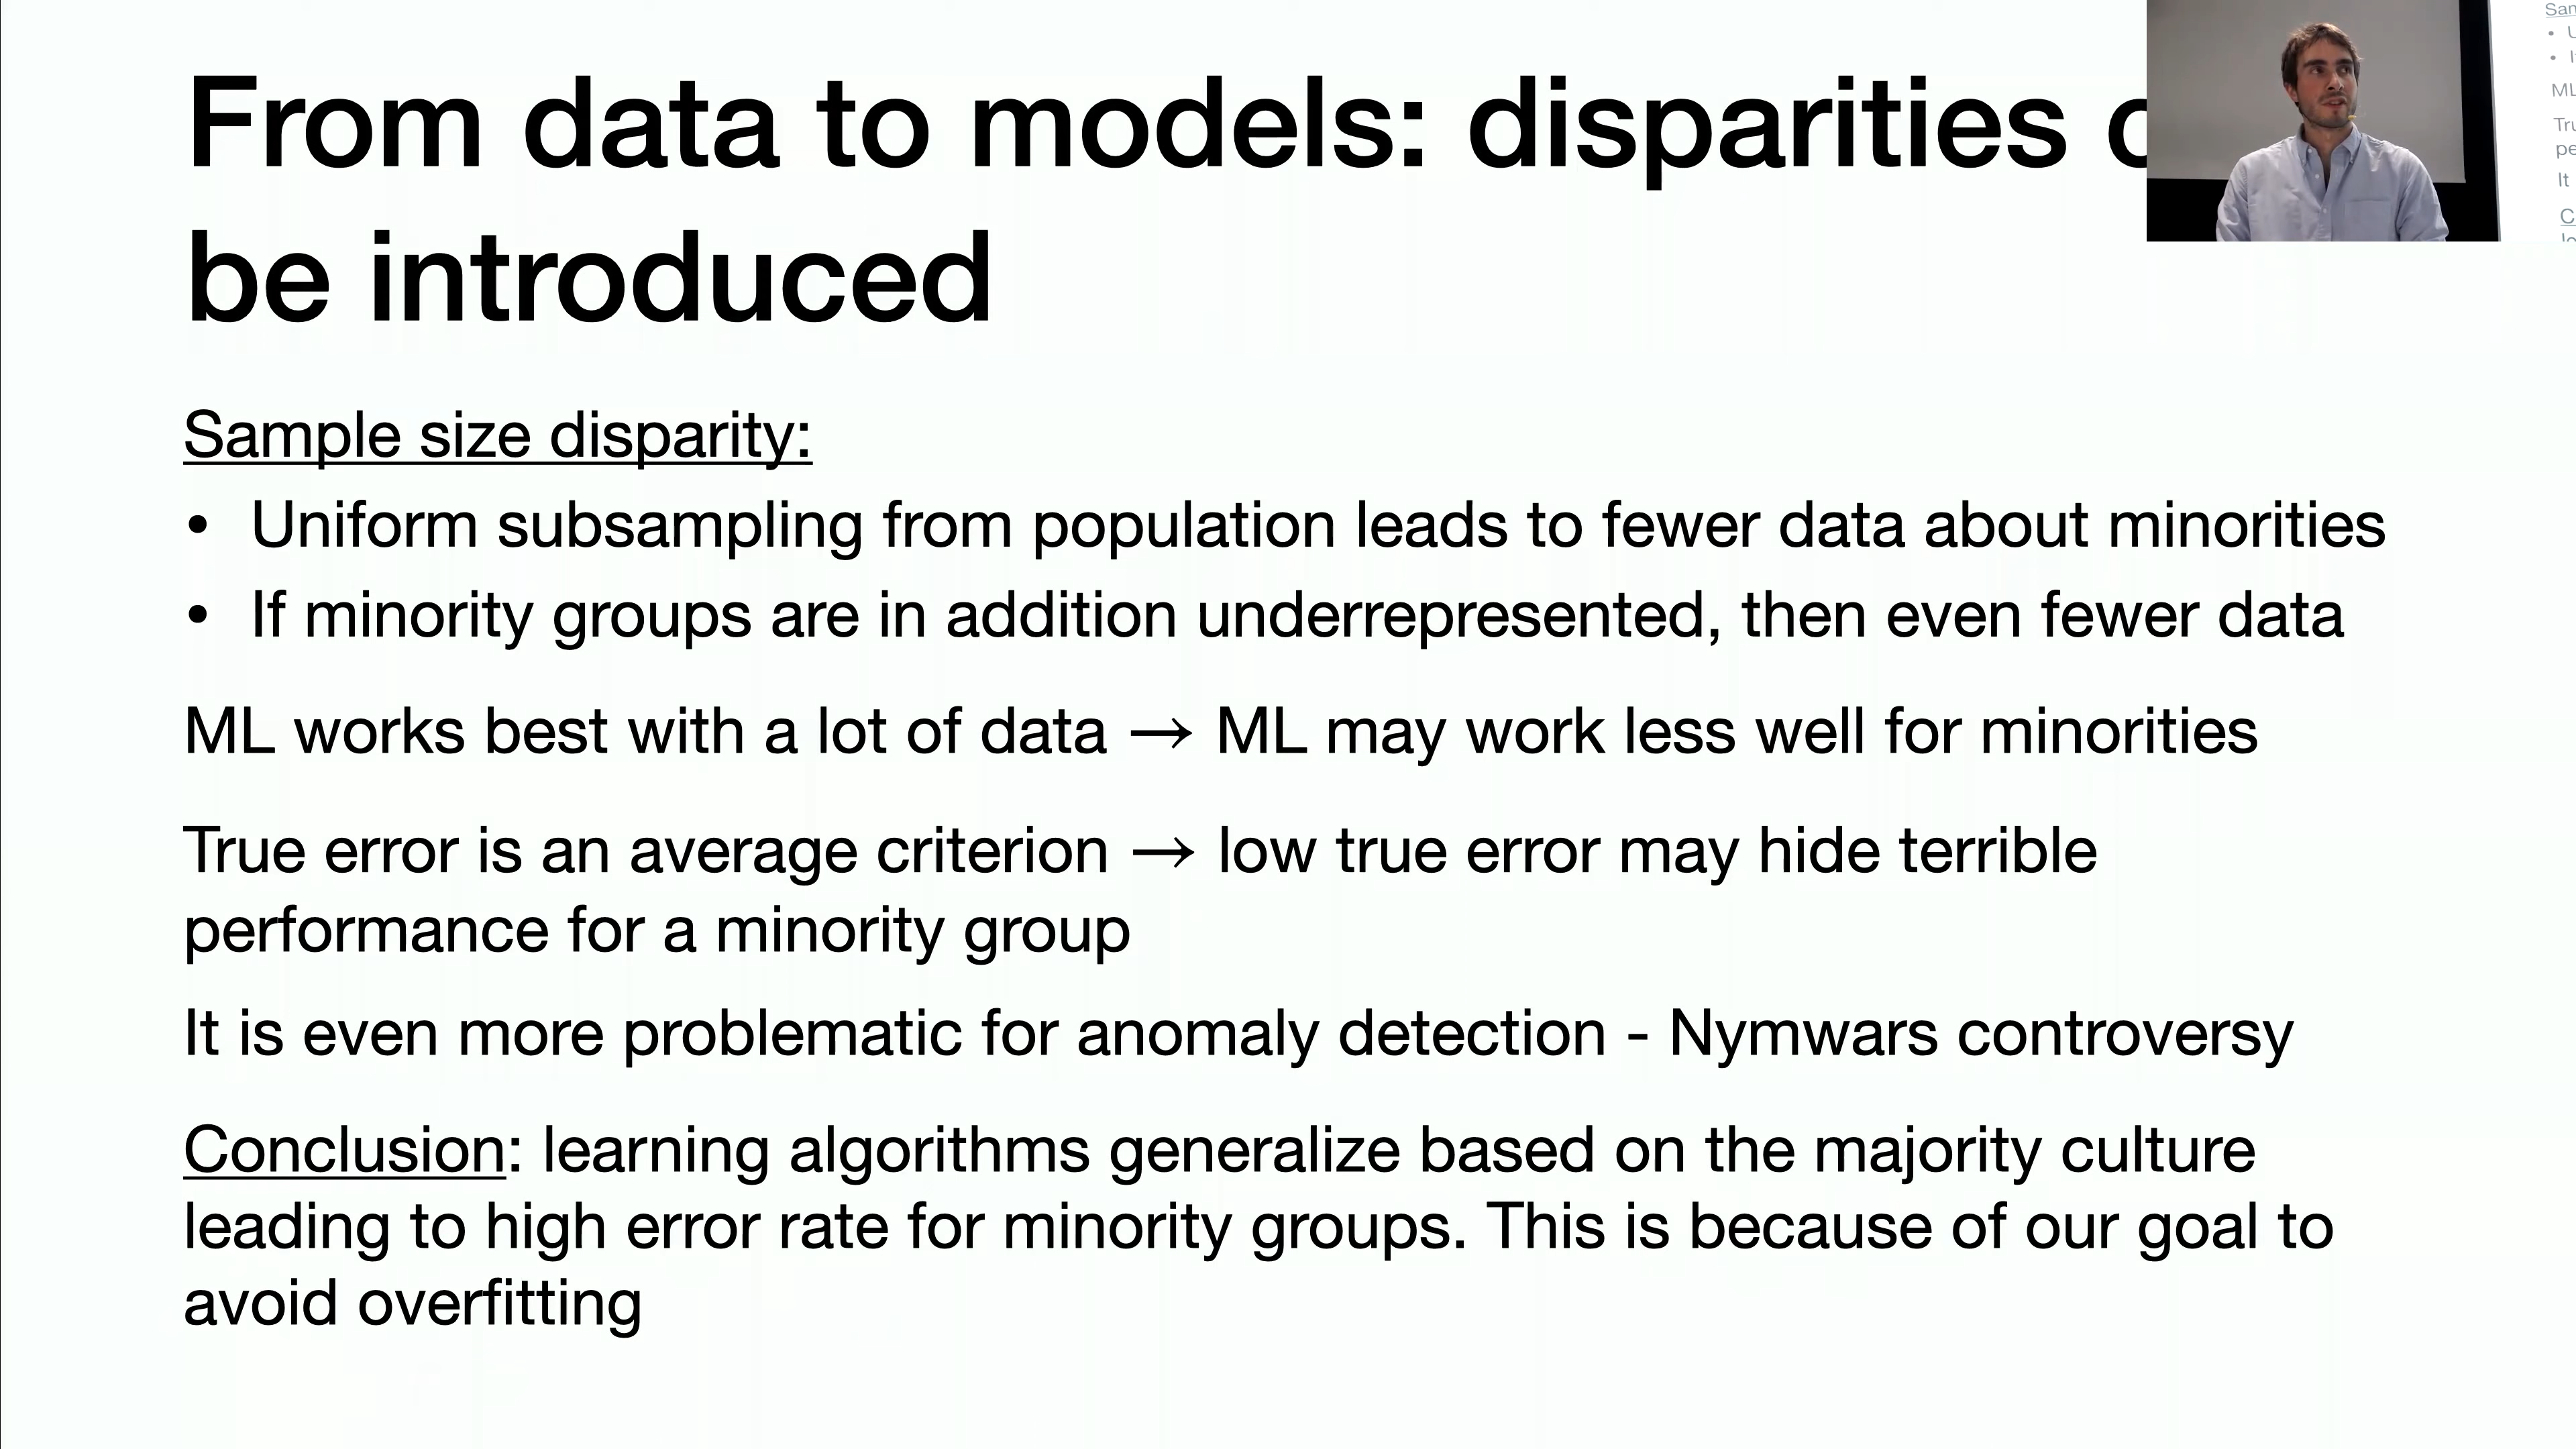 From data to models: disparities
be introduced
Sample size disparity:
• Uniform subsampling from population leads to fewer data about minorities
• If minority groups are in addition underrepresented, then even fewer data
ML works best with a lot of data → ML may work less well for minorities
True error is an average criterion → low true error may hide terrible
performance for a minority group
It is even more problematic for anomaly detection - Nymwars controversy
Conclusion: learning algorithms generalize based on the majority culture
leading to high error rate for minority groups. This is because of our goal to
avoid overfitting